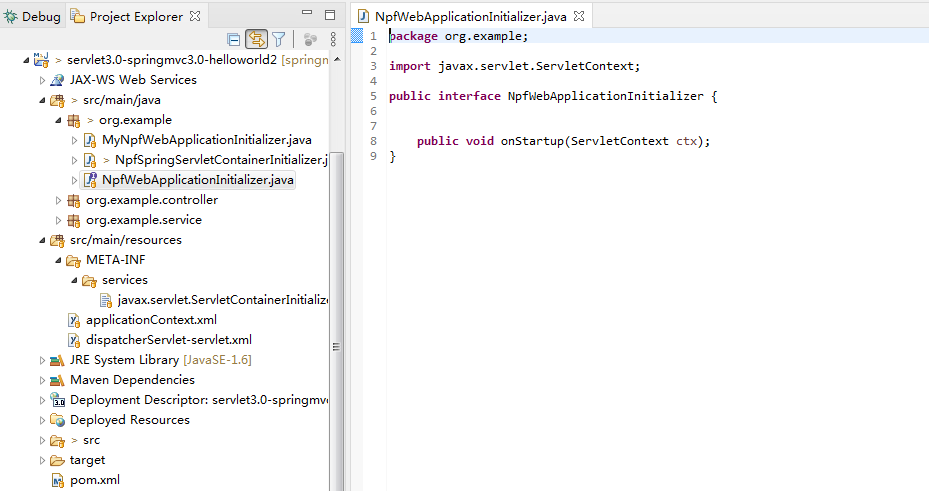 Debug Project Explorer
> servlet3.0-springmvc3.0-helloworld2 [springm
JAX-WS Web Services
> src/main/java
> org.example
MyNpfWebApplicationInitializer.java
> NpfSpringServletContainerInitializer.j
NpfWebApplicationInitializer.java
org.example.controller
org.example.service
src/main/resources
META-INF
services
javax.servlet.ServletContainerInitialize
applicationContext.xml
dispatcherServlet-servlet.xml
JRE System Library [JavaSE-1.6]
Maven Dependencies
Deployment Descriptor: servlet3.0-springmv
Deployed Resources
> src
target
pom.xml
NpfWebApplicationInitializer.java
1 package org.example;
2
3 import javax.servlet.ServletContext;
4
5 public interface NpfWebApplicationInitializer {
6
7
8 public void onStartup(ServletContext ctx);
9 }